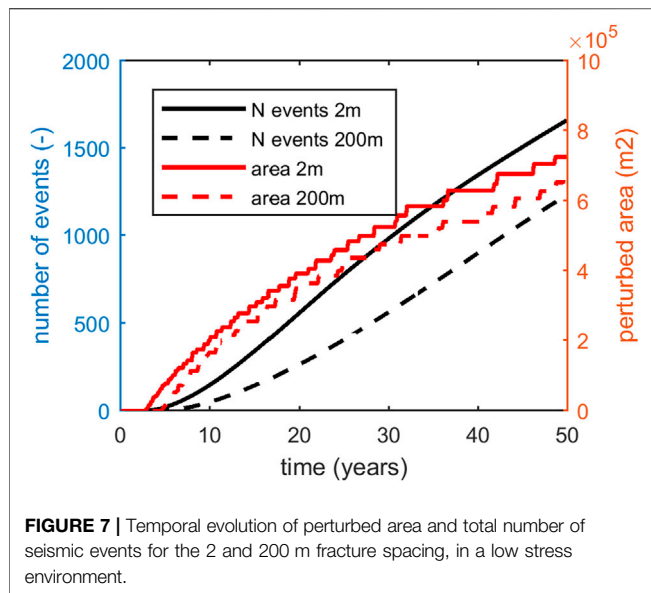 ×10^5
2000
1500
1000
500
0
number of events (-)
N events 2m
N events 200m
area 2m
area 200m
10
8
6
4
2
0
perturbed area (m2)
0 10 20 30 40 50
time (years)
FIGURE 7 | Temporal evolution of perturbed area and total number of
seismic events for the 2 and 200 m fracture spacing, in a low stress
environment.